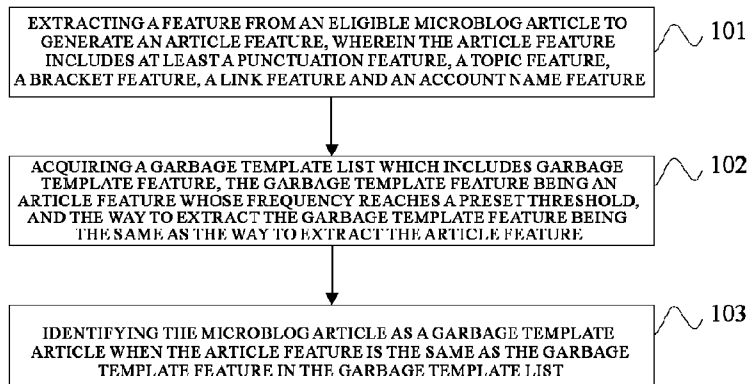 EXTRACTING A FEATURE FROM AN ELIGIBLE MICROBLOG ARTICLE TO
GENERATE AN ARTICLE FEATURE, WHEREIN THE ARTICLE FEATURE
INCLUDES AT LEAST A PUNCTUATION FEATURE, A TOPIC FEATURE,
A BRACKET FEATURE, A LINK FEATURE AND AN ACCOUNT NAME FEATURE
101
ACQUIRING A GARBAGE TEMPLATE LIST WHICH INCLUDES GARBAGE
TEMPLATE FEATURE, THE GARBAGE TEMPLATE FEATURE BEING AN
ARTICLE FEATURE WHOSE FREQUENCY REACHES A PRESET THRESHOLD,
AND THE WAY TO EXTRACT THE GARBAGE TEMPLATE FEATURE BEING
THE SAME AS THE WAY TO EXTRACT THE ARTICLE FEATURE
102
IDENTIFYING THE MICROBLOG ARTICLE AS A GARBAGE TEMPLATE
ARTICLE WHEN THE ARTICLE FEATURE IS THE SAME AS THE GARBAGE
TEMPLATE FEATURE IN THE GARBAGE TEMPLATE LIST
103